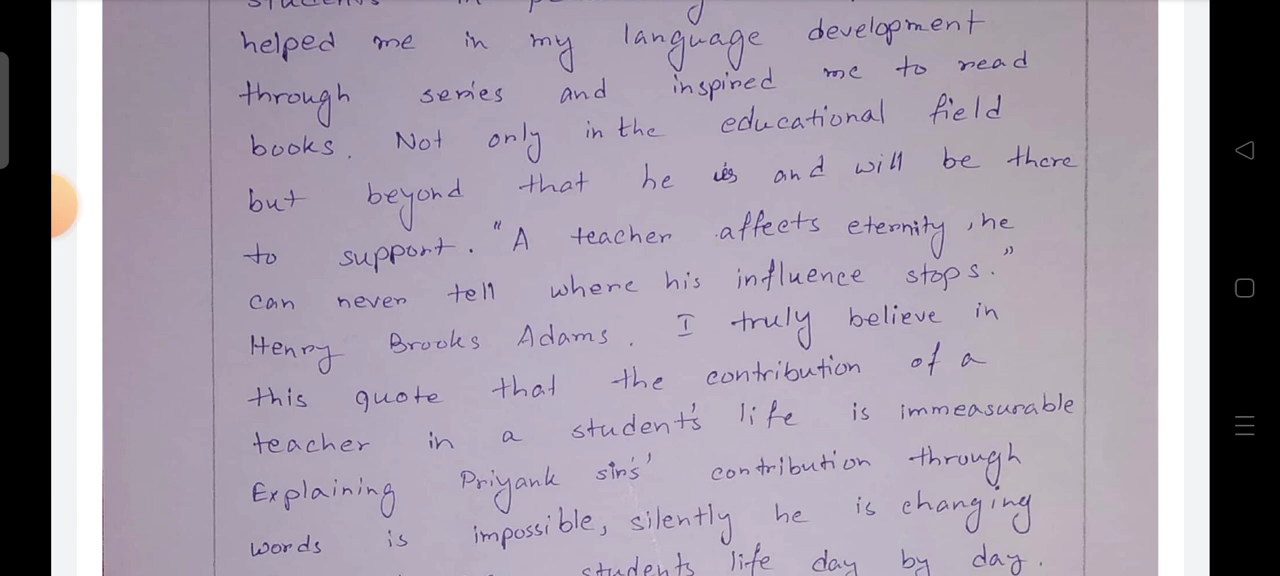 students in
helped me in my language development
through series and inspired me to read
books. Not only in the educational field
but beyond that he is and will be there
to support. "A teacher affects eternity, he
can never tell where his influence stops."
Henry Brooks Adams. I truly believe in
this quote that the contribution of a
teacher in a student's life is immeasurable
Explaining Priyank sir's' contribution through
words is impossible, silently he is changing
students life day by day.